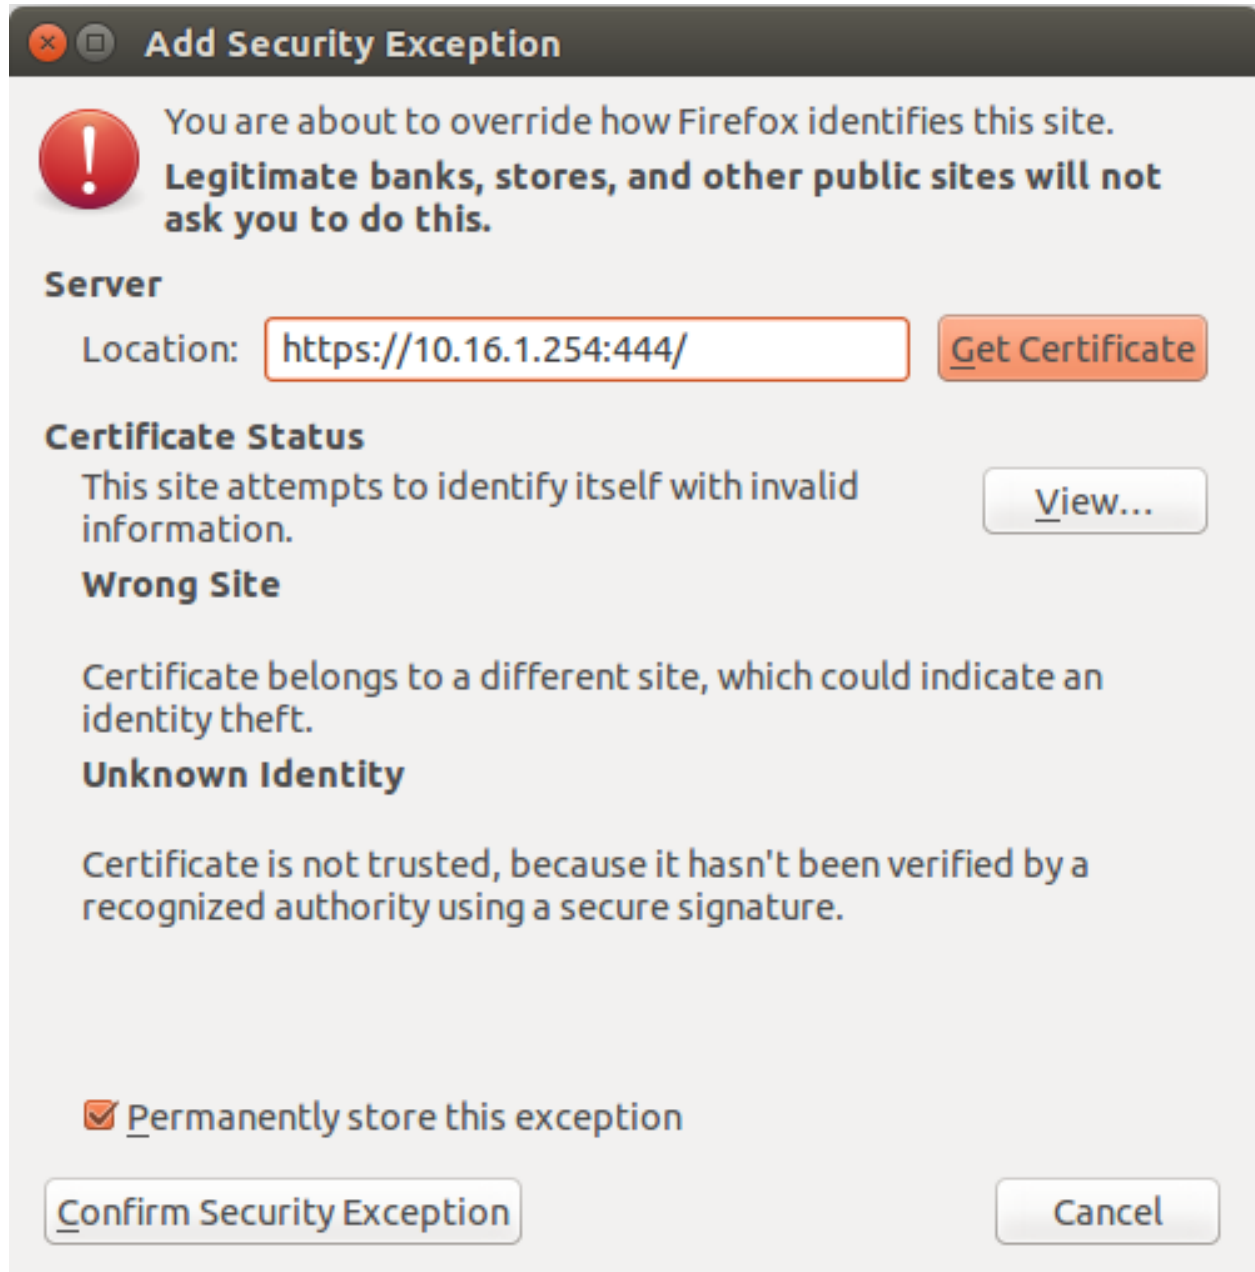 Add Security Exception
You are about to override how Firefox identifies this site.
Legitimate banks, stores, and other public sites will not
ask you to do this.
Server
Location: https://10.16.1.254:444/ Get Certificate
Certificate Status
This site attempts to identify itself with invalid
information.
View...
Wrong Site
Certificate belongs to a different site, which could indicate an
identity theft.
Unknown Identity
Certificate is not trusted, because it hasn't been verified by a
recognized authority using a secure signature.
Permanently store this exception
Confirm Security Exception Cancel